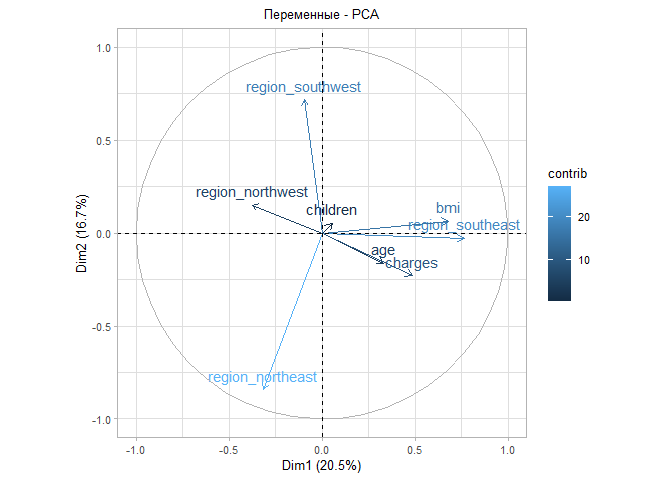 Переменные - PCA
1.0
0.5
0.0
-0.5
-1.0
Dim2 (16.7%)
region_southwest
region_northwest
children
bmi
region_southeast
age
charges
region_northeast
-1.0
-0.5
0.0
0.5
1.0
Dim1 (20.5%)
contrib
20
10